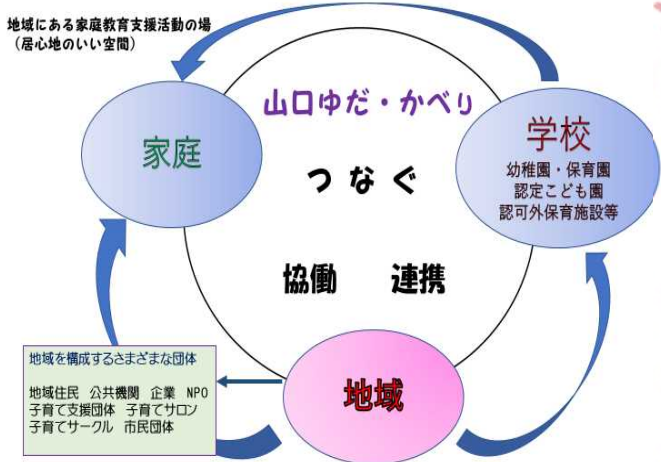 地域にある家庭教育支援活動の場
（居心地のいい空間）
山口ゆだ・かべり
家庭
学校
幼稚園・保育園
認定こども園
認可外保育施設等
つなぐ
協働　連携
地域を構成するさまざまな団体
地域住民 公共機関 企業 NPO
子育て支援団体 子育てサロン
子育てサークル 市民団体
地域